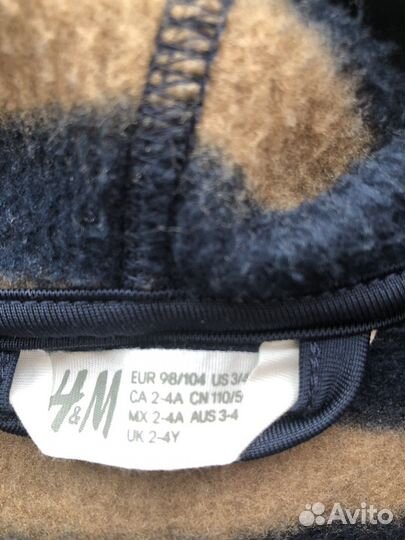 H&M
EUR 98/104 US 3/4
CA 2-4A CN 110/5
MX 2-4A AUS 3-4
UK 2-4Y
Avito